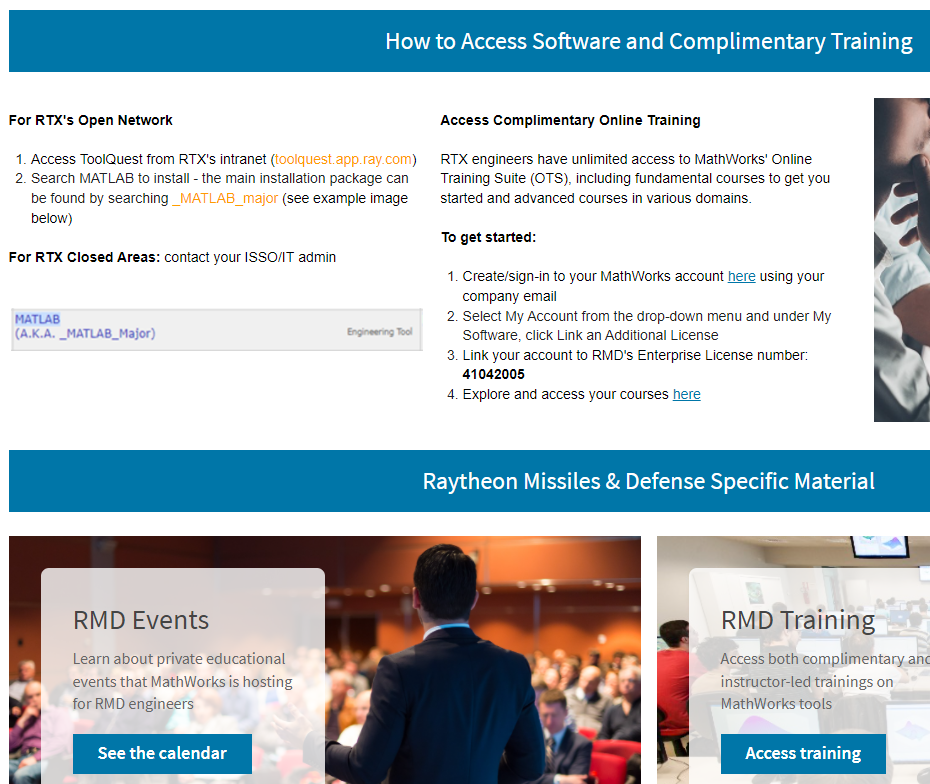 How to Access Software and Complimentary Training
For RTX's Open Network
1. Access ToolQuest from RTX's intranet (toolquest.app.ray.com)
2. Search MATLAB to install - the main installation package can
be found by searching _MATLAB_major (see example image
below)
For RTX Closed Areas: contact your ISSO/IT admin
MATLAB
(A.K.A. _MATLAB_Major)
Engineering Tool
Access Complimentary Online Training
RTX engineers have unlimited access to MathWorks' Online
Training Suite (OTS), including fundamental courses to get you
started and advanced courses in various domains.
To get started:
1. Create/sign-in to your MathWorks account here using your
company email
2. Select My Account from the drop-down menu and under My
Software, click Link an Additional License
3. Link your account to RMD's Enterprise License number:
41042005
4. Explore and access your courses here
Raytheon Missiles & Defense Specific Material
RMD Events
Learn about private educational
events that MathWorks is hosting
for RMD engineers
See the calendar
RMD Training
Access both complimentary and
instructor-led trainings on
MathWorks tools
Access training